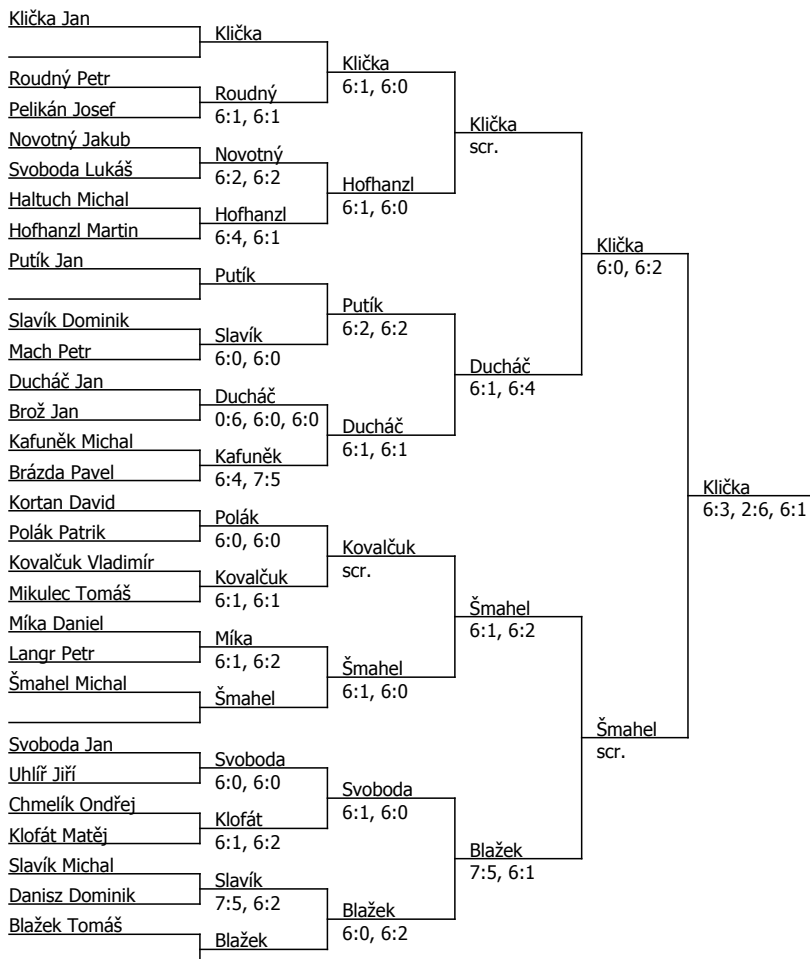 Klička Jan
Roudný Petr
Pelikán Josef
Novotný Jakub
Svoboda Lukáš
Haltuch Michal
Hofhanzl Martin
Putík Jan
Slavík Dominik
Mach Petr
Ducháč Jan
Brož Jan
Kafuněk Michal
Brázda Pavel
Kortan David
Polák Patrik
Kovalčuk Vladimír
Mikulec Tomáš
Míka Daniel
Langr Petr
Šmahel Michal
Svoboda Jan
Uhlíř Jiří
Chmelík Ondřej
Klofát Matěj
Slavík Michal
Danisz Dominik
Blažek Tomáš
Klička
Roudný
6:1, 6:1
Novotný
6:2, 6:2
Hofhanzl
6:4, 6:1
Putík
Slavík
6:0, 6:0
Ducháč
0:6, 6:0, 6:0
Kafuněk
6:4, 7:5
Polák
6:0, 6:0
Kovalčuk
6:1, 6:1
Míka
6:1, 6:2
Šmahel
Svoboda
6:0, 6:0
Klofát
6:1, 6:2
Slavík
7:5, 6:2
Blažek
Klička
6:1, 6:0
Hofhanzl
6:1, 6:0
Putík
6:2, 6:2
Ducháč
6:1, 6:1
Kovalčuk
scr.
Šmahel
6:1, 6:0
Svoboda
6:1, 6:0
Blažek
6:0, 6:2
Klička
scr.
Ducháč
6:1, 6:4
Šmahel
6:1, 6:2
Blažek
7:5, 6:1
Klička
6:0, 6:2
Šmahel
scr.
Klička
6:3, 2:6, 6:1